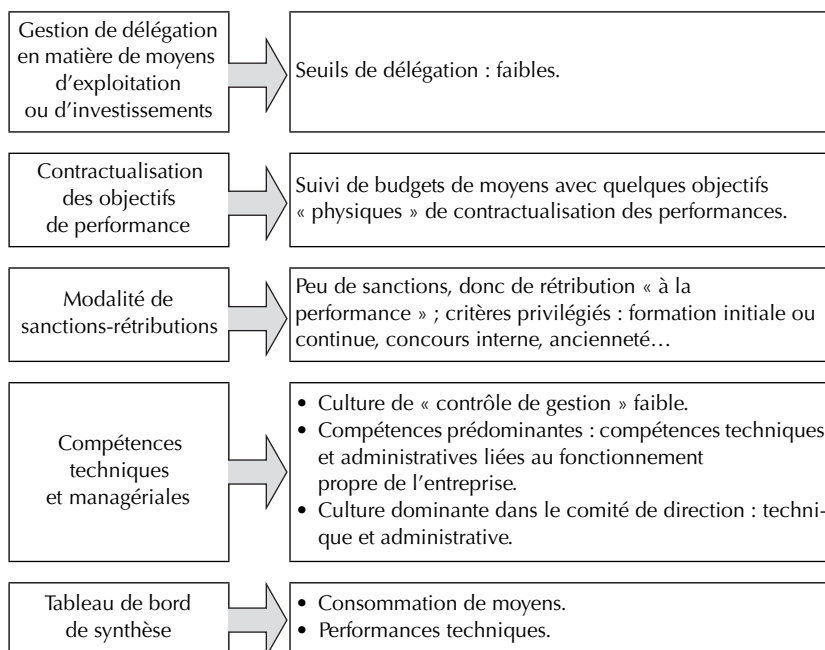 Gestion de délégation
en matière de moyens
d'exploitation
ou d'investissements
Seuils de délégation : faibles.
Contractualisation
des objectifs
de performance
Suivi de budgets de moyens avec quelques objectifs
« physiques » de contractualisation des performances.
Modalité de
sanctions-rétributions
Peu de sanctions, donc de rétribution « à la
performance » ; critères privilégiés : formation initiale ou
continue, concours interne, ancienneté…
Compétences
techniques
et managériales
• Culture de « contrôle de gestion » faible.
• Compétences prédominantes : compétences techniques
et administratives liées au fonctionnement
propre de l'entreprise.
• Culture dominante dans le comité de direction : techni-
que et administrative.
Tableau de bord
de synthèse
• Consommation de moyens.
• Performances techniques.